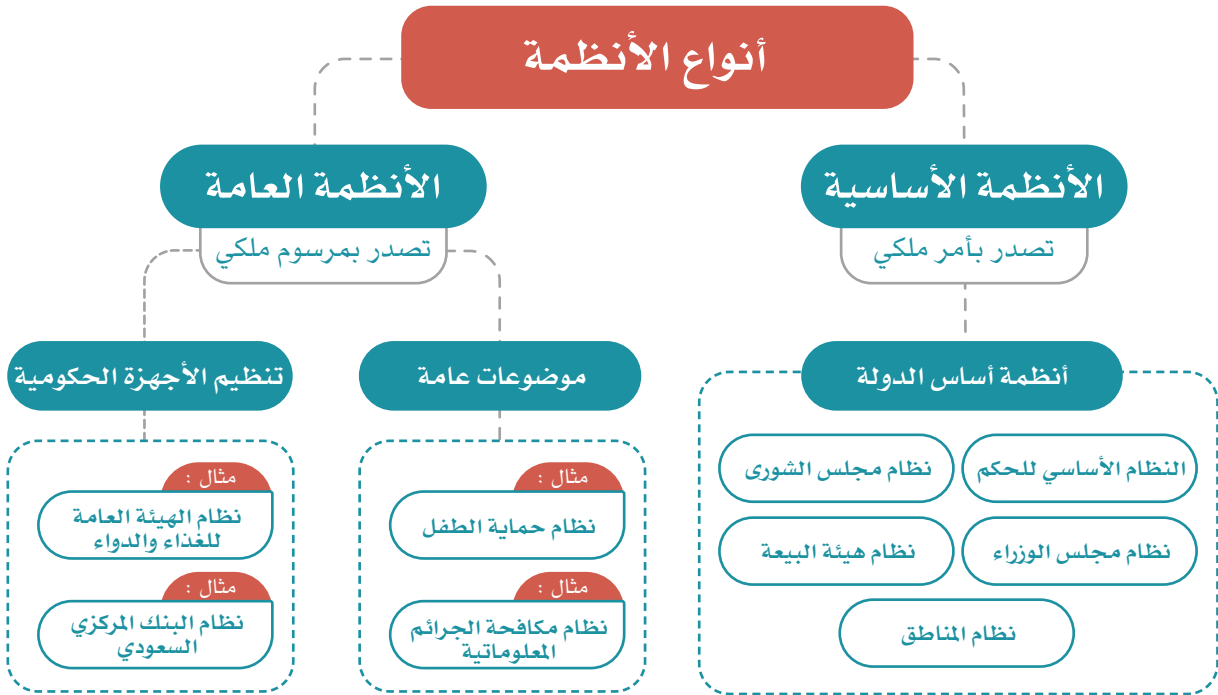 أنواع الأنظمة
الأنظمة الأساسية
تصدر بأمر ملكي
أنظمة أساس الدولة
النظام الأساسي للحكم
نظام مجلس الشورى
نظام مجلس الوزراء
نظام هيئة البيعة
نظام المناطق
الأنظمة العامة
تصدر بمرسوم ملكي
موضوعات عامة
مثال :
نظام حماية الطفل
مثال :
نظام مكافحة الجرائم
المعلوماتية
تنظيم الأجهزة الحكومية
مثال :
نظام الهيئة العامة
للغذاء والدواء
مثال :
نظام البنك المركزي
السعودي